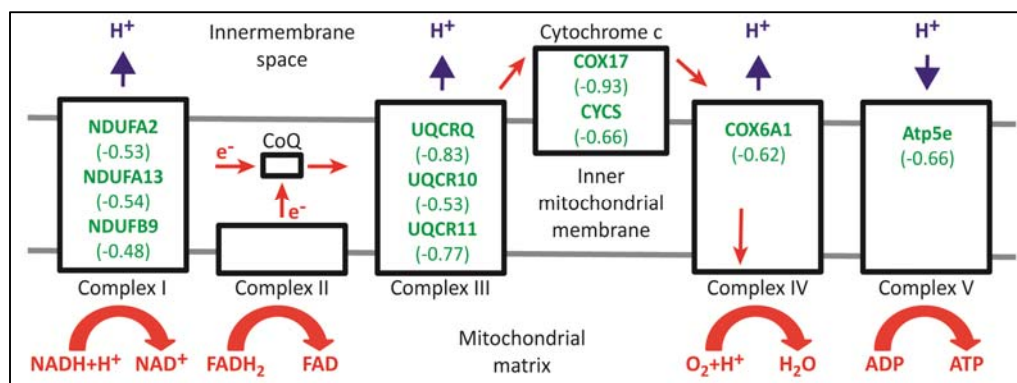 H⁺
Innermembrane
space
H⁺
Cytochrome c
H⁺
H⁺
NDUFA2
(-0.53)
NDUFA13
(-0.54)
NDUFB9
(-0.48)
e⁻
CoQ
e⁻
UQCRQ
(-0.83)
UQCR10
(-0.53)
UQCR11
(-0.77)
COX17
(-0.93)
CYCS
(-0.66)
Inner
mitochondrial
membrane
COX6A1
(-0.62)
Atp5e
(-0.66)
Complex I
Complex II
Complex III
Complex IV
Complex V
NADH+H⁺
NAD⁺
FADH₂
FAD
Mitochondrial
matrix
O₂+H⁺
H₂O
ADP
ATP